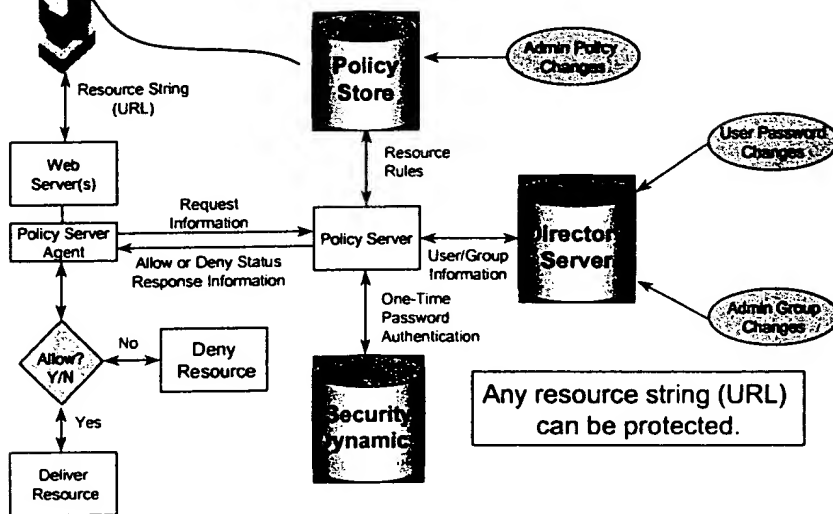 Resource String
(URL)
Policy
Store
Admin Policy
Changes
Web
Server(s)
Resource
Rules
User Password
Changes
Request
Information
Policy Server
Agent
Policy Server
Director
Server
Allow or Deny Status
Response Information
User/Group
Information
One-Time
Password
Authentication
Admin Group
Changes
Allow?
Y/N
No
Deny
Resource
Yes
Security
Dynamic
Any resource string (URL)
can be protected.
Deliver
Resource